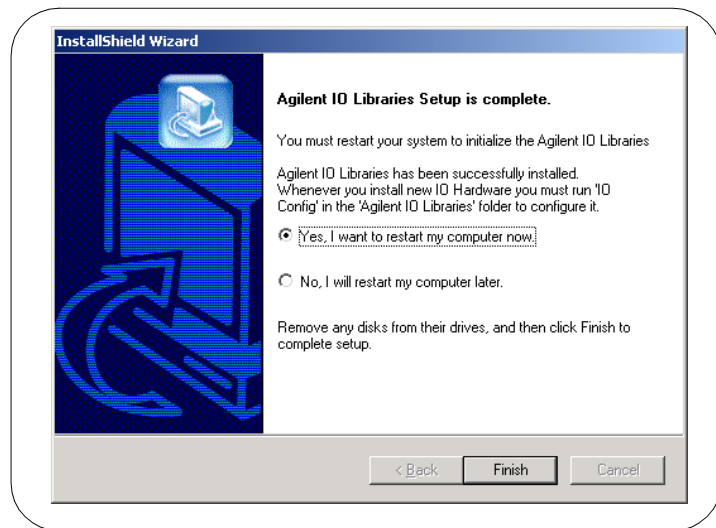 InstallShield Wizard
Agilent IO Libraries Setup is complete.
You must restart your system to initialize the Agilent IO Libraries
Agilent IO Libraries has been successfully installed.
Whenever you install new IO Hardware you must run 'IO
Config' in the 'Agilent IO Libraries' folder to configure it.
Yes, I want to restart my computer now.
No, I will restart my computer later.
Remove any disks from their drives, and then click Finish to
complete setup.
< Back Finish Cancel